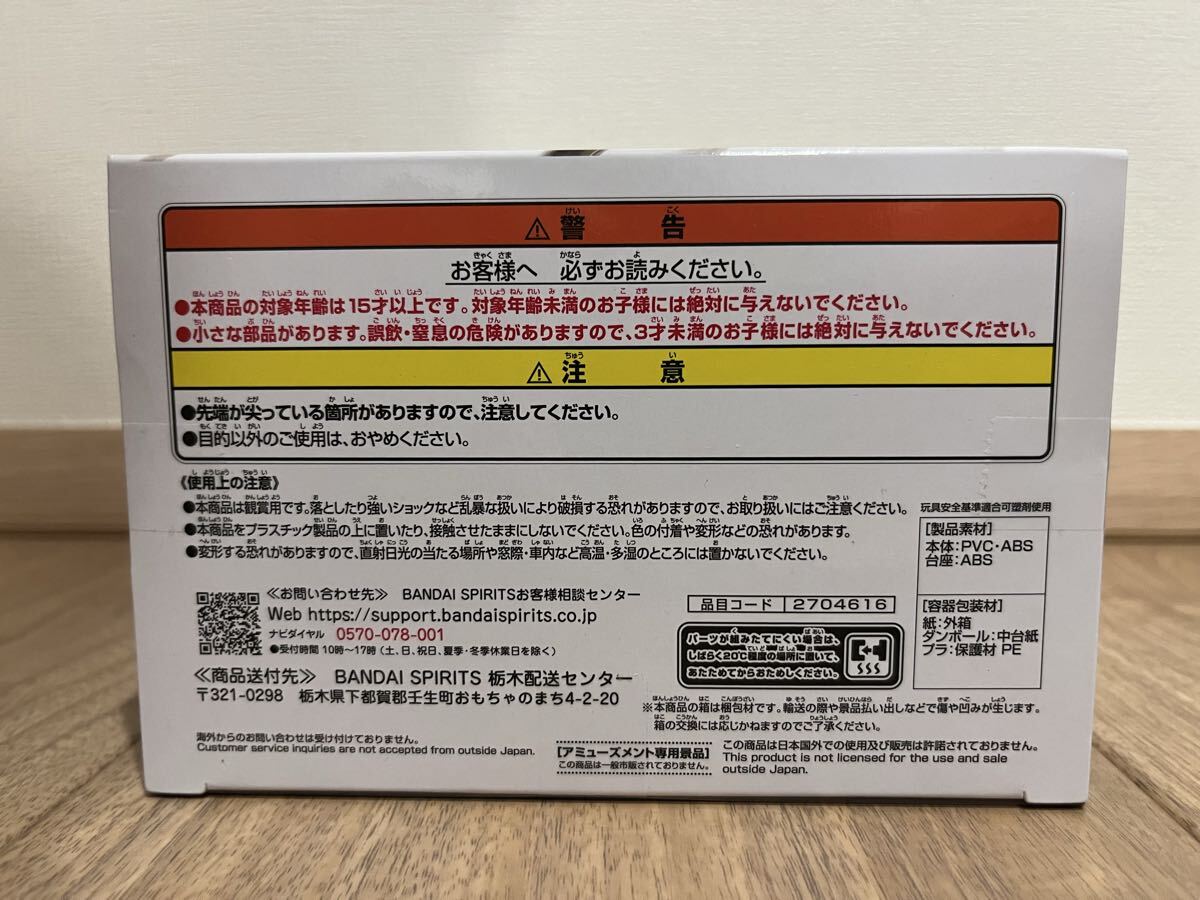 ⚠警告
お客様へ 必ずお読みください。
●本商品の対象年齢は15才以上です。対象年齢未満のお子様には絶対に与えないでください。
●小さな部品があります。誤飲・窒息の危険がありますので、3才未満のお子様には絶対に与えないでください。
⚠注意
●先端が尖っている箇所がありますので、注意してください。
●目的以外のご使用は、おやめください。
《使用上の注意》
●本商品は観賞用です。落としたり強いショックなど乱暴な扱いにより破損する恐れがありますので、お取り扱いにはご注意ください。
●本商品をプラスチック製品の上に置いたり、接触させたままにしないでください。色の付着や変形などの恐れがあります。
●変形する恐れがありますので、直射日光の当たる場所や窓際・車内など高温・多湿のところには置かないでください。
玩具安全基準適合可塑剤使用
[製品素材]
本体:PVC・ABS
台座:ABS
[容器包装材]
紙:外箱
ダンボール:中台紙
プラ:保護材 PE
≪お問い合わせ先≫ BANDAI SPIRITSお客様相談センター
Web https://support.bandaispirits.co.jp
ナビダイヤル 0570-078-001
●受付時間 10時〜17時(土、日、祝日、夏季・冬季休業日を除く)
≪商品送付先≫ BANDAI SPIRITS 栃木配送センター
〒321-0298 栃木県下都賀郡壬生町おもちゃのまち4-2-20
品目コード 2704616
パーツが組みたてにくい場合は、
しばらく20℃程度の場所に置いて、
あたためてからおためしください。
※本商品の箱は梱包材です。輸送の際や景品払い出しなどで傷や凹みが生じます。
箱の交換には応じかねますのでご了承ください。
海外からのお問い合わせは受け付けておりません。
Customer service inquiries are not accepted from outside Japan.
[アミューズメント専用景品]
この商品は一般市販されておりません。
この商品は日本国外での使用及び販売は許諾されておりません。
This product is not licensed for the use and sale
outside Japan.